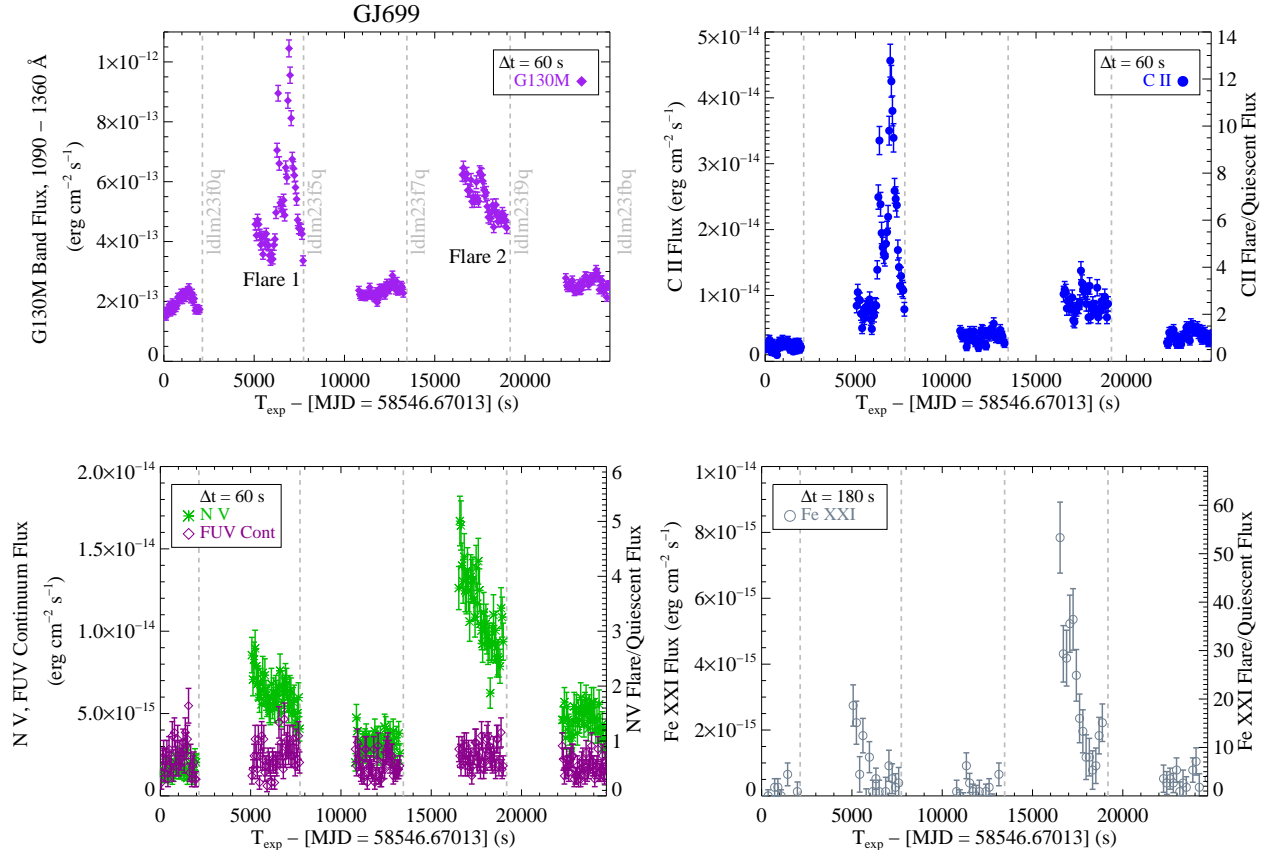 GJ699
G130M Band Flux, 1090 − 1360 Å
(erg cm⁻² s⁻¹)
1×10⁻¹²
8×10⁻¹³
6×10⁻¹³
4×10⁻¹³
2×10⁻¹³
0
Δt = 60 s
G130M
ldlm23f0q
ldlm23f5q
ldlm23f7q
ldlm23f9q
ldlm23fbq
Flare 1
Flare 2
0 5000 10000 15000 20000
T_exp − [MJD = 58546.67013] (s)
C II Flux (erg cm⁻² s⁻¹)
5×10⁻¹⁴
4×10⁻¹⁴
3×10⁻¹⁴
2×10⁻¹⁴
1×10⁻¹⁴
0
Δt = 60 s
C II
14
12
10
8
6
4
2
0
CII Flare/Quiescent Flux
0 5000 10000 15000 20000
T_exp − [MJD = 58546.67013] (s)
N V, FUV Continuum Flux
(erg cm⁻² s⁻¹)
2.0×10⁻¹⁴
1.5×10⁻¹⁴
1.0×10⁻¹⁴
5.0×10⁻¹⁵
0
Δt = 60 s
N V
FUV Cont
6
5
4
3
2
1
0
NV Flare/Quiescent Flux
0 5000 10000 15000 20000
T_exp − [MJD = 58546.67013] (s)
Fe XXI Flux (erg cm⁻² s⁻¹)
1×10⁻¹⁴
8×10⁻¹⁵
6×10⁻¹⁵
4×10⁻¹⁵
2×10⁻¹⁵
0
Δt = 180 s
Fe XXI
60
50
40
30
20
10
0
Fe XXI Flare/Quiescent Flux
0 5000 10000 15000 20000
T_exp − [MJD = 58546.67013] (s)